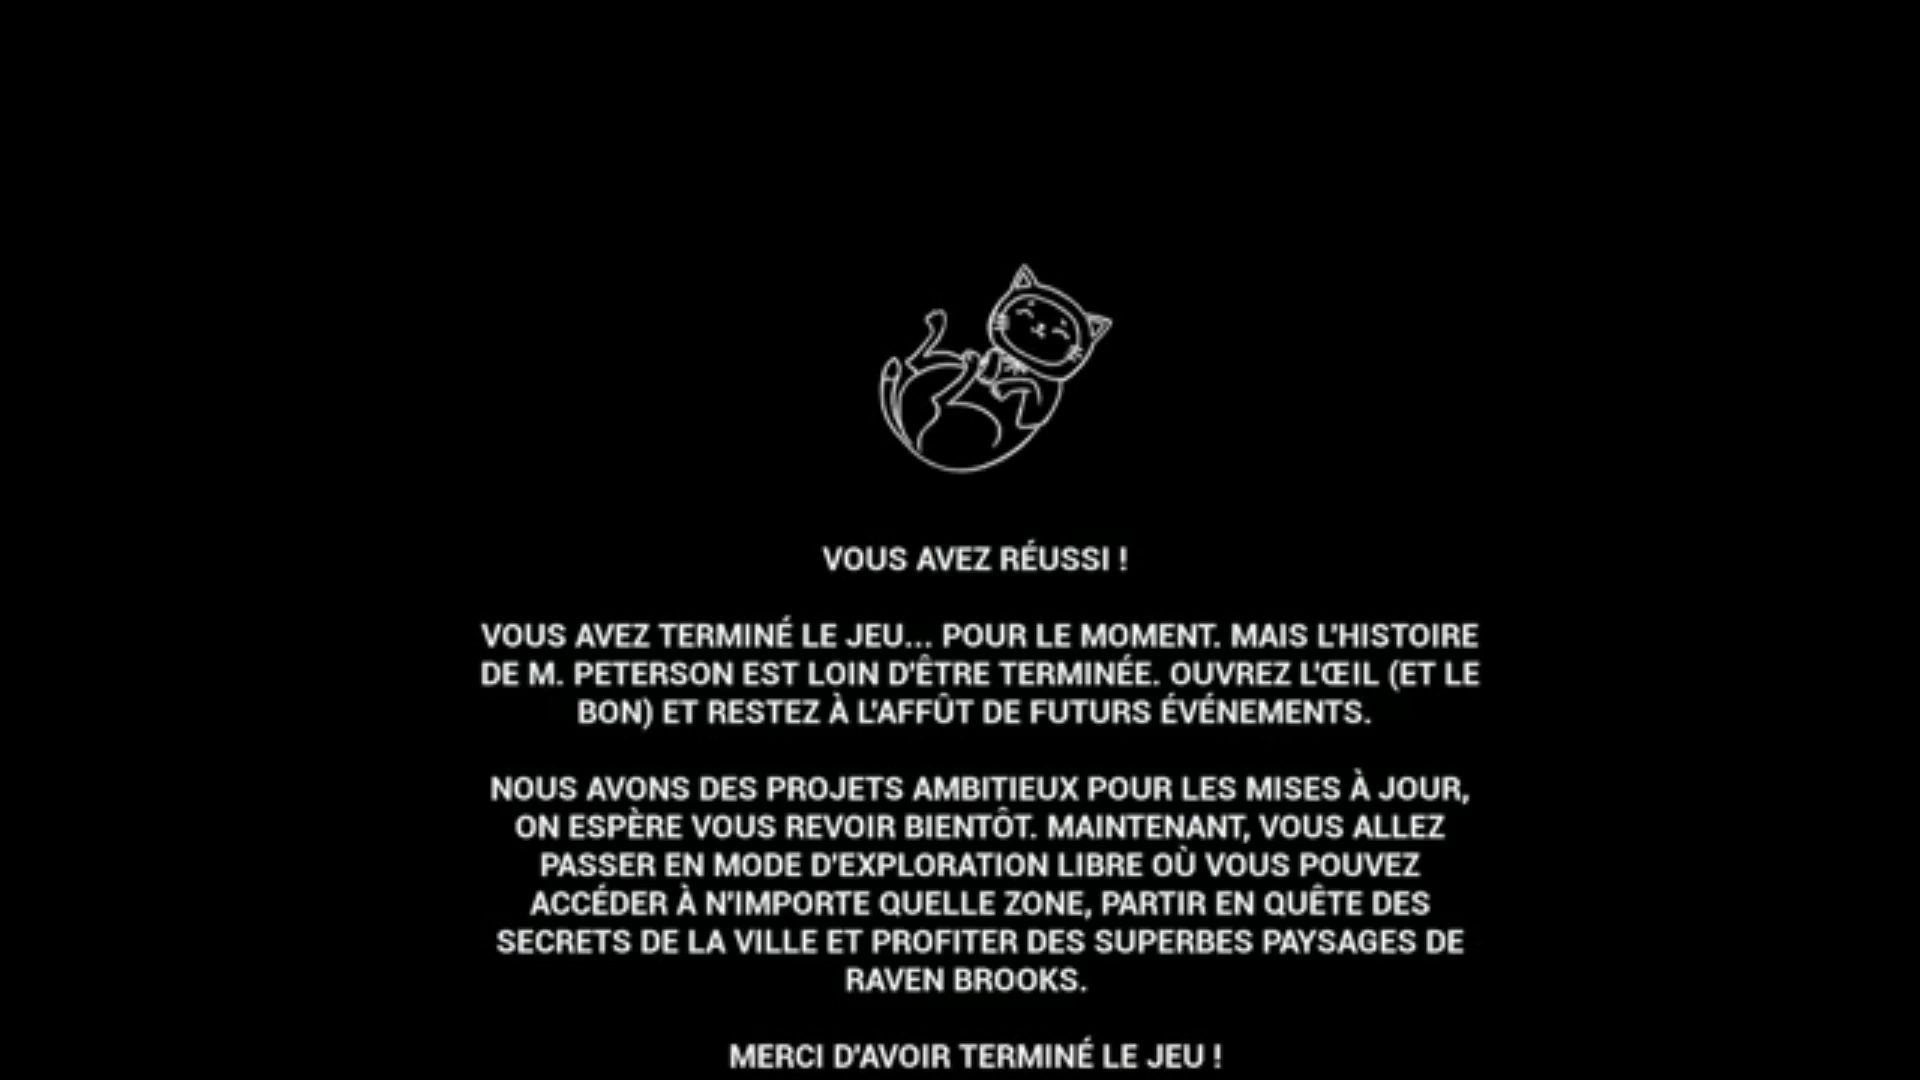 VOUS AVEZ RÉUSSI !
VOUS AVEZ TERMINÉ LE JEU... POUR LE MOMENT. MAIS L'HISTOIRE
DE M. PETERSON EST LOIN D'ÊTRE TERMINÉE. OUVREZ L'ŒIL (ET LE
BON) ET RESTEZ À L'AFFÛT DE FUTURS ÉVÉNEMENTS.
NOUS AVONS DES PROJETS AMBITIEUX POUR LES MISES À JOUR,
ON ESPÈRE VOUS REVOIR BIENTÔT. MAINTENANT, VOUS ALLEZ
PASSER EN MODE D'EXPLORATION LIBRE OÙ VOUS POUVEZ
ACCÉDER À N'IMPORTE QUELLE ZONE, PARTIR EN QUÊTE DES
SECRETS DE LA VILLE ET PROFITER DES SUPERBES PAYSAGES DE
RAVEN BROOKS.
MERCI D'AVOIR TERMINÉ LE JEU !